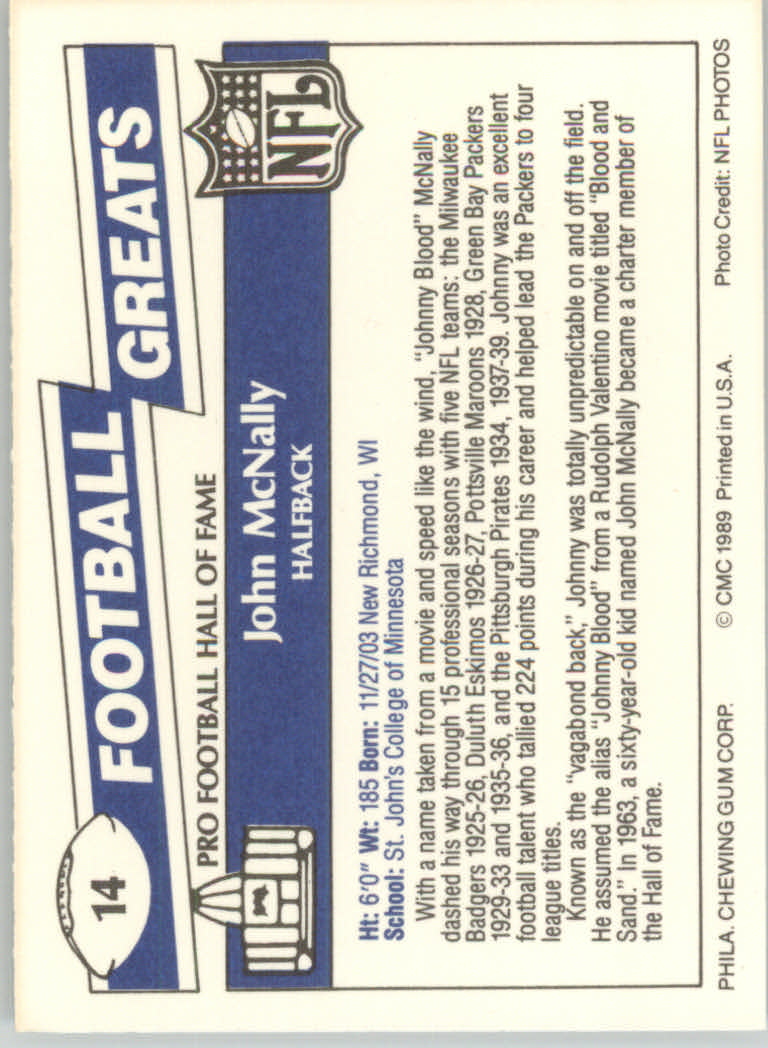 14
FOOTBALL
GREATS
PRO FOOTBALL HALL OF FAME
NFL
John McNally
HALFBACK
Ht: 6'0" Wt: 185 Born: 11/27/03 New Richmond, WI
School: St. John's College of Minnesota
With a name taken from a movie and speed like the wind, "Johnny Blood" McNally
dashed his way through 15 professional seasons with five NFL teams: the Milwaukee
Badgers 1925-26, Duluth Eskimos 1926-27, Pottsville Maroons 1928, Green Bay Packers
1929-33 and 1935-36, and the Pittsburgh Pirates 1934, 1937-39. Johnny was an excellent
football talent who tallied 224 points during his career and helped lead the Packers to four
league titles.
Known as the "vagabond back," Johnny was totally unpredictable on and off the field.
He assumed the alias "Johnny Blood" from a Rudolph Valentino movie titled "Blood and
Sand." In 1963, a sixty-year-old kid named John McNally became a charter member of
the Hall of Fame.
PHILA. CHEWING GUM CORP. © CMC 1989 Printed in U.S.A. Photo Credit: NFL PHOTOS